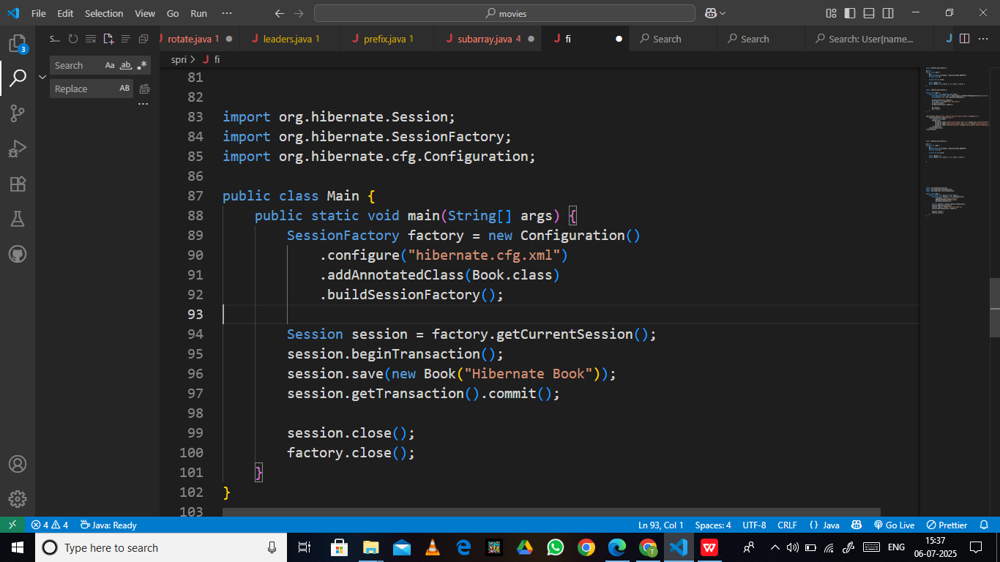 File Edit Selection View Go Run ··· movies
S... rotate.java 1 leaders.java 1 prefix.java 1 subarray.java 4 fi Search Search Search: User{name...
3
spri > fi
Search Aa ab
Replace AB
81
82
83 import org.hibernate.Session;
84 import org.hibernate.SessionFactory;
85 import org.hibernate.cfg.Configuration;
86
87 public class Main {
88 public static void main(String[] args) {
89 SessionFactory factory = new Configuration()
90 .configure("hibernate.cfg.xml")
91 .addAnnotatedClass(Book.class)
92 .buildSessionFactory();
93
94 Session session = factory.getCurrentSession();
95 session.beginTransaction();
96 session.save(new Book("Hibernate Book"));
97 session.getTransaction().commit();
98
99 session.close();
100 factory.close();
101 }
102 }
103
4 4 Java: Ready Ln 93, Col 1 Spaces: 4 UTF-8 CRLF {} Java Go Live Prettier
Type here to search ENG 15:37
06-07-2025